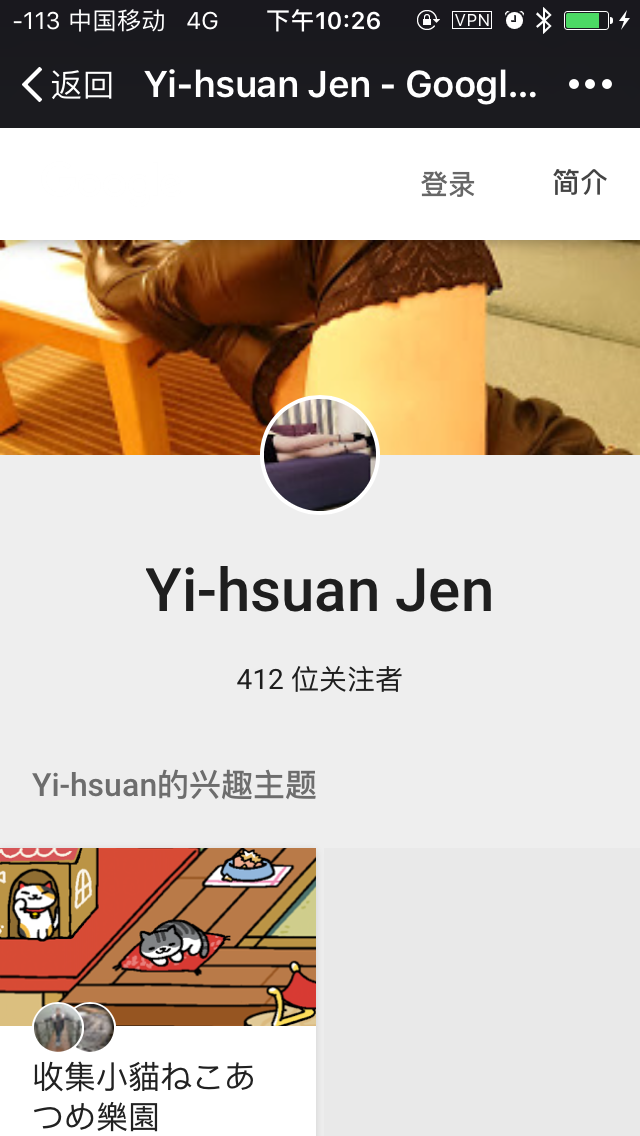 -113 中国移动 4G 下午10:26 VPN
返回 Yi-hsuan Jen - Googl...
登录 简介
Yi-hsuan Jen
412 位关注者
Yi-hsuan的兴趣主题
收集小貓ねこあ
つめ樂園